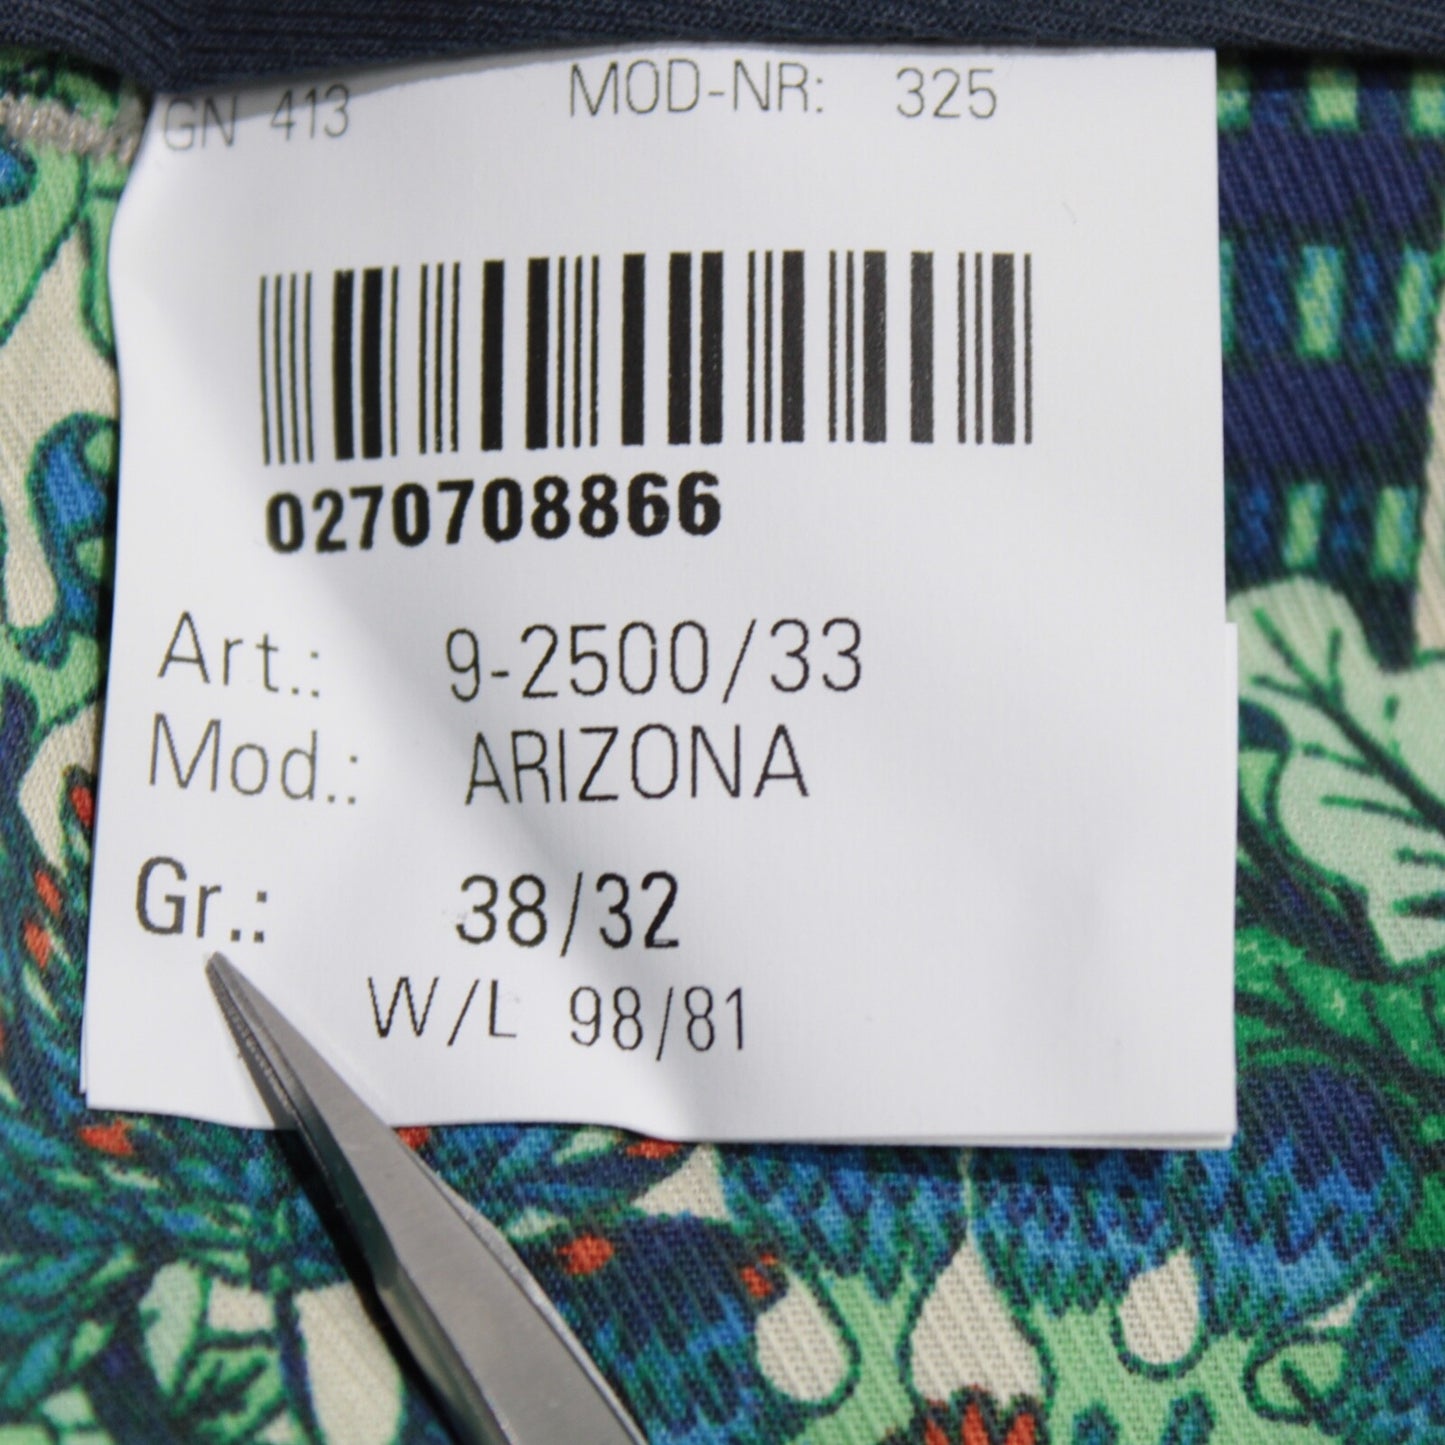 GN 413 MOD-NR: 325
0270708866
Art.: 9-2500/33
Mod.: ARIZONA
Gr.: 38/32
W/L 98/81